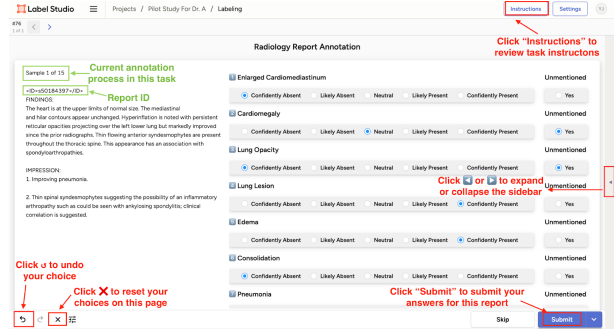 Label Studio
Projects / Pilot Study For Dr. A / Labeling
Instructions
Settings
#76
1 of 1
Click “Instructions” to
review task instructons
Radiology Report Annotation
Sample 1 of 15
Current annotation
process in this task
<ID>s50184397</ID>
Report ID
FINDINGS:
The heart is at the upper limits of normal size. The mediastinal
and hilar contours appear unchanged. Hyperinflation is noted with persistent
reticular opacities projecting over the left lower lung but markedly improved
since the prior radiographs. Thin flowing anterior syndesmophytes are present
throughout the thoracic spine. This appearance has an association with
spondyloarthropathies.
IMPRESSION:
1. Improving pneumonia.
2. Thin spinal syndesmophytes suggesting the possibility of an inflammatory
arthropathy such as could be seen with ankylosing spondylitis; clinical
correlation is suggested.
1 Enlarged Cardiomediastinum Unmentioned
Confidently Absent Likely Absent Neutral Likely Present Confidently Present Yes
2 Cardiomegaly Unmentioned
Confidently Absent Likely Absent Neutral Likely Present Confidently Present Yes
3 Lung Opacity Unmentioned
Confidently Absent Likely Absent Neutral Likely Present Confidently Present Yes
Click ◀ or ▶ to expand
or collapse the sidebar
Lung Lesion Unmentioned
Confidently Absent Likely Absent Neutral Likely Present Confidently Present Yes
Edema Unmentioned
Confidently Absent Likely Absent Neutral Likely Present Confidently Present Yes
Consolidation Unmentioned
Confidently Absent Likely Absent Neutral Likely Present Confidently Present Yes
Pneumonia Unmentioned
Click ↺ to undo
your choice
Click ✕ to reset your
choices on this page
Click “Submit” to submit your
answers for this report
Skip
Submit